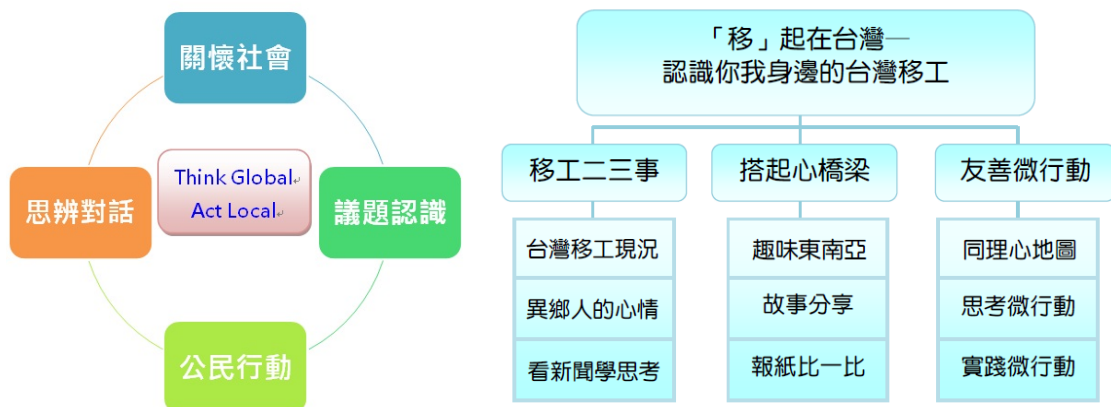 關懷社會
Think Global
Act Local
思辨對話
議題認識
公民行動
「移」起在台灣—
認識你我身邊的台灣移工
移工二三事
搭起心橋梁
友善微行動
台灣移工現況
異鄉人的心情
看新聞學思考
趣味東南亞
故事分享
報紙比一比
同理心地圖
思考微行動
實踐微行動